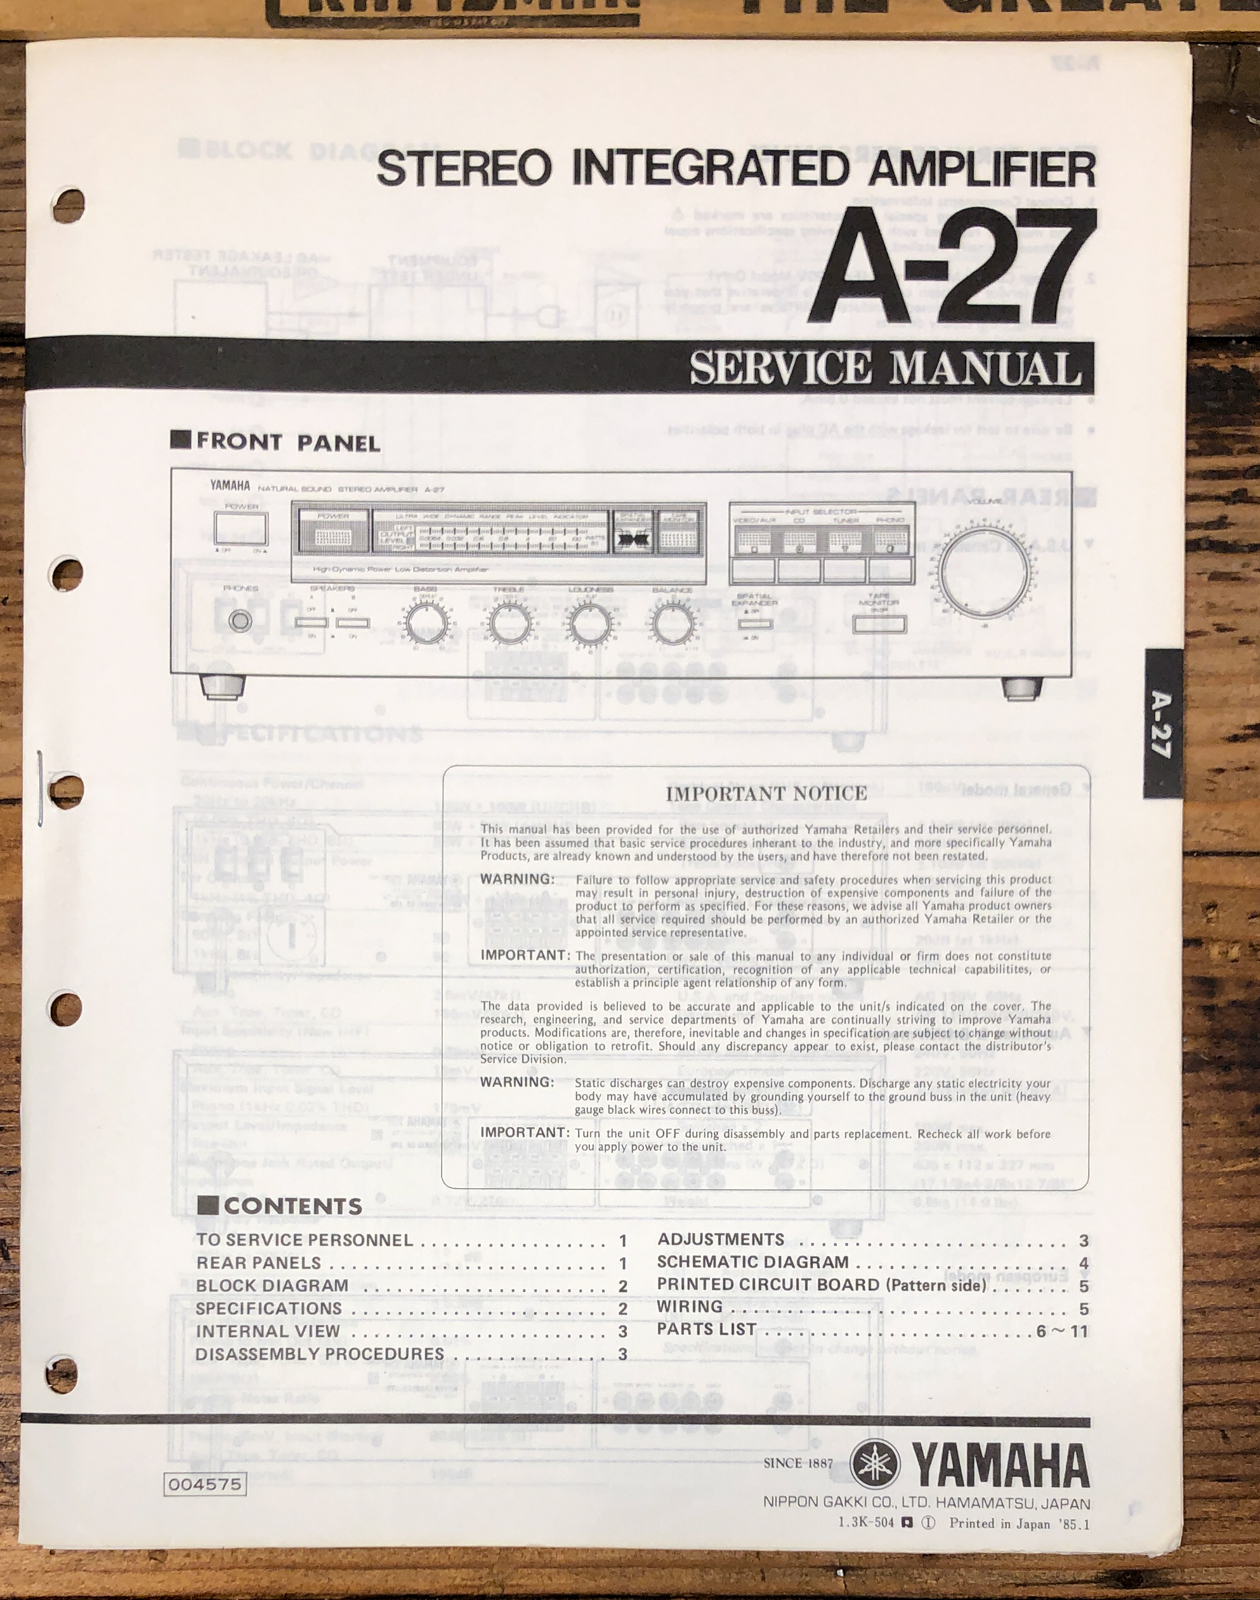 STEREO INTEGRATED AMPLIFIER
A-27
SERVICE MANUAL
■FRONT PANEL
YAMAHA NATURAL SOUND STEREO AMPLIFIER A-27
POWER
POWER
ULTRA WIDE DYNAMIC RANGE PEAK LEVEL INDICATOR
LEFT
OUTPUT
LEVEL
RIGHT
SPATIAL
EXPANDER
TAPE
MONITOR
High Dynamic Power Low Distortion Amplifier
INPUT SELECTOR
VIDEO/AUX CD TUNER PHONO
VOLUME
PHONES
SPEAKERS
BASS
TREBLE
LOUDNESS
BALANCE
SPATIAL
EXPANDER
TAPE
MONITOR
A-27
IMPORTANT NOTICE
This manual has been provided for the use of authorized Yamaha Retailers and their service personnel.
It has been assumed that basic service procedures inherant to the industry, and more specifically Yamaha
Products, are already known and understood by the users, and have therefore not been restated.
WARNING: Failure to follow appropriate service and safety procedures when servicing this product
may result in personal injury, destruction of expensive components and failure of the
product to perform as specified. For these reasons, we advise all Yamaha product owners
that all service required should be performed by an authorized Yamaha Retailer or the
appointed service representative.
IMPORTANT: The presentation or sale of this manual to any individual or firm does not constitute
authorization, certification, recognition of any applicable technical capabilitites, or
establish a principle agent relationship of any form.
The data provided is believed to be accurate and applicable to the unit/s indicated on the cover. The
research, engineering, and service departments of Yamaha are continually striving to improve Yamaha
products. Modifications are, therefore, inevitable and changes in specification are subject to change without
notice or obligation to retrofit. Should any discrepancy appear to exist, please contact the distributor's
Service Division.
WARNING: Static discharges can destroy expensive components. Discharge any static electricity your
body may have accumulated by grounding yourself to the ground buss in the unit (heavy
gauge black wires connect to this buss).
IMPORTANT: Turn the unit OFF during disassembly and parts replacement. Recheck all work before
you apply power to the unit.
■CONTENTS
TO SERVICE PERSONNEL . . . . . . . . . . . . . . . . . 1
REAR PANELS . . . . . . . . . . . . . . . . . . . . . . . . . 1
BLOCK DIAGRAM . . . . . . . . . . . . . . . . . . . . . . 2
SPECIFICATIONS . . . . . . . . . . . . . . . . . . . . . . . 2
INTERNAL VIEW . . . . . . . . . . . . . . . . . . . . . . . 3
DISASSEMBLY PROCEDURES . . . . . . . . . . . . . . 3
ADJUSTMENTS . . . . . . . . . . . . . . . . . . . . . . . . 3
SCHEMATIC DIAGRAM . . . . . . . . . . . . . . . . . . . 4
PRINTED CIRCUIT BOARD (Pattern side) . . . . . . . 5
WIRING . . . . . . . . . . . . . . . . . . . . . . . . . . . . . 5
PARTS LIST . . . . . . . . . . . . . . . . . . . . . . . 6 ~ 11
004575
SINCE 1887 YAMAHA
NIPPON GAKKI CO., LTD. HAMAMATSU, JAPAN
1.3K-504 Ⓘ Printed in Japan '85.1